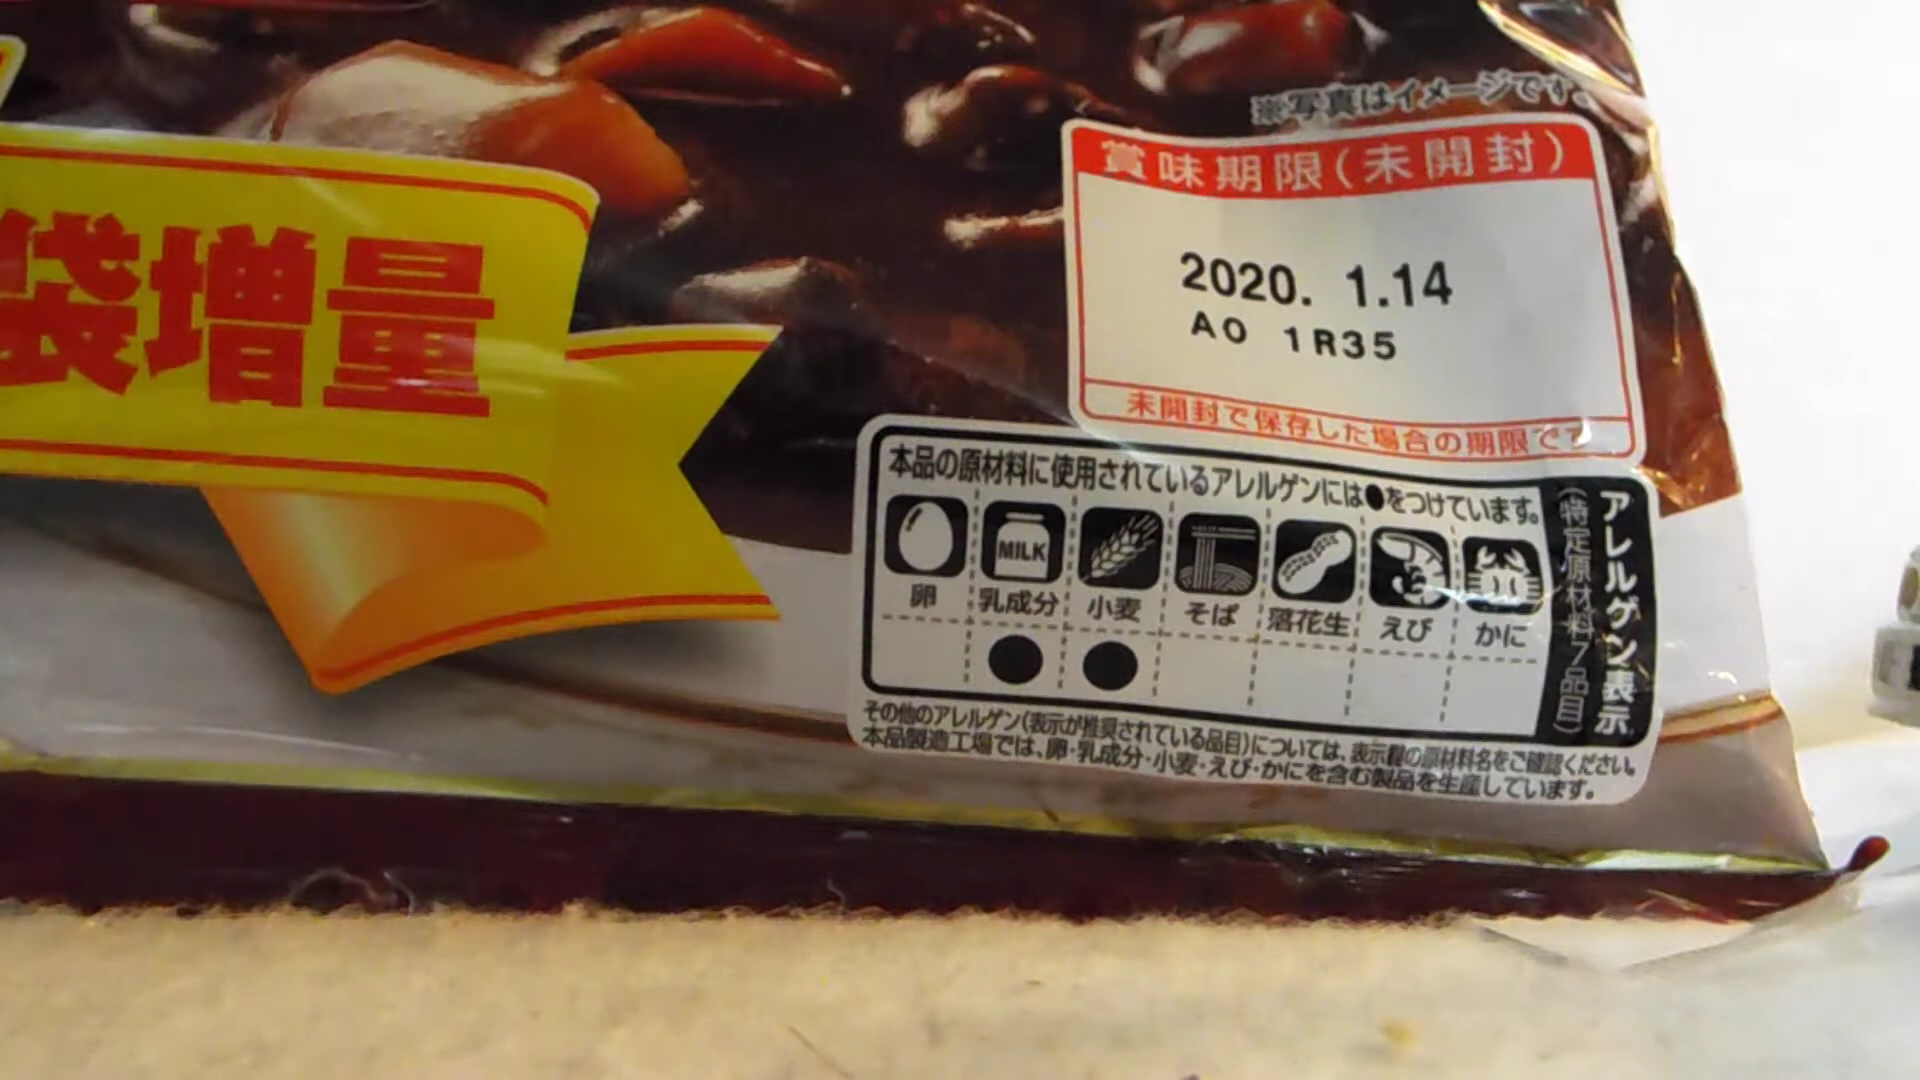 ※写真はイメージです。
賞味期限(未開封)
2020. 1.14
AO 1R35
未開封で保存した場合の期限です
袋増量
本品の原材料に使用されているアレルゲンには●をつけています。
卵 乳成分 小麦 そば 落花生 えび かに
MILK
アレルゲン表示
(特定原材料7品目)
その他のアレルゲン(表示が推奨されている品目)については、表示欄の原材料名をご確認ください。
本品製造工場では、卵・乳成分・小麦・えび・かにを含む製品を生産しています。